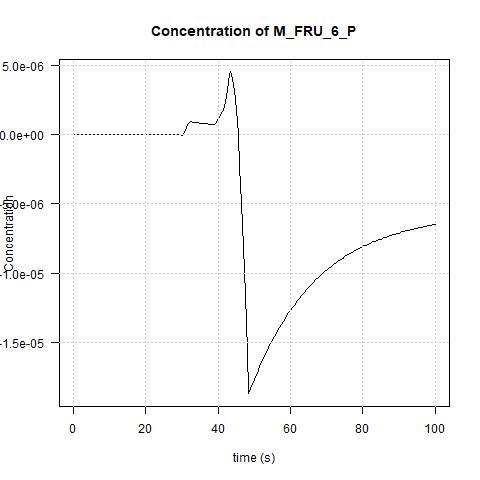 Concentration of M_FRU_6_P
5.0e-06
0.0e+00
-5.0e-06
-1.0e-05
-1.5e-05
Concentration
0 20 40 60 80 100
time (s)